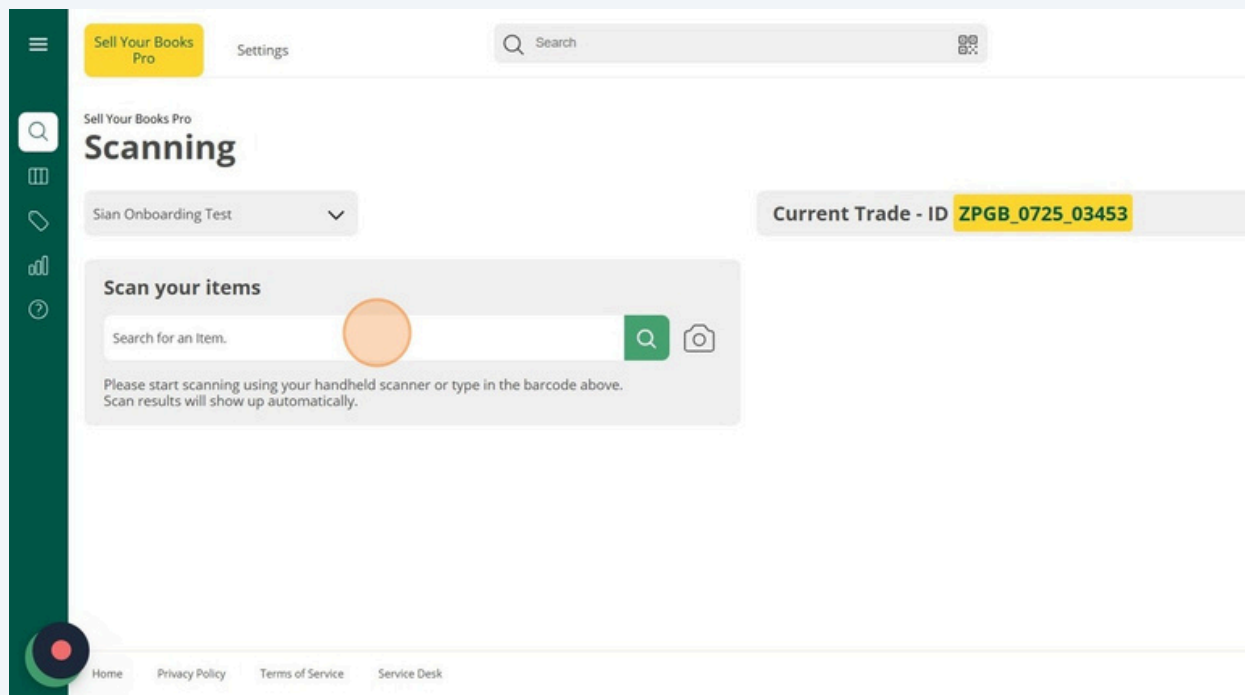 Sell Your Books
Pro
Settings
Search
Sell Your Books Pro
Scanning
Sian Onboarding Test
Current Trade - ID ZPGB_0725_03453
Scan your items
Search for an Item.
Please start scanning using your handheld scanner or type in the barcode above.
Scan results will show up automatically.
Home Privacy Policy Terms of Service Service Desk